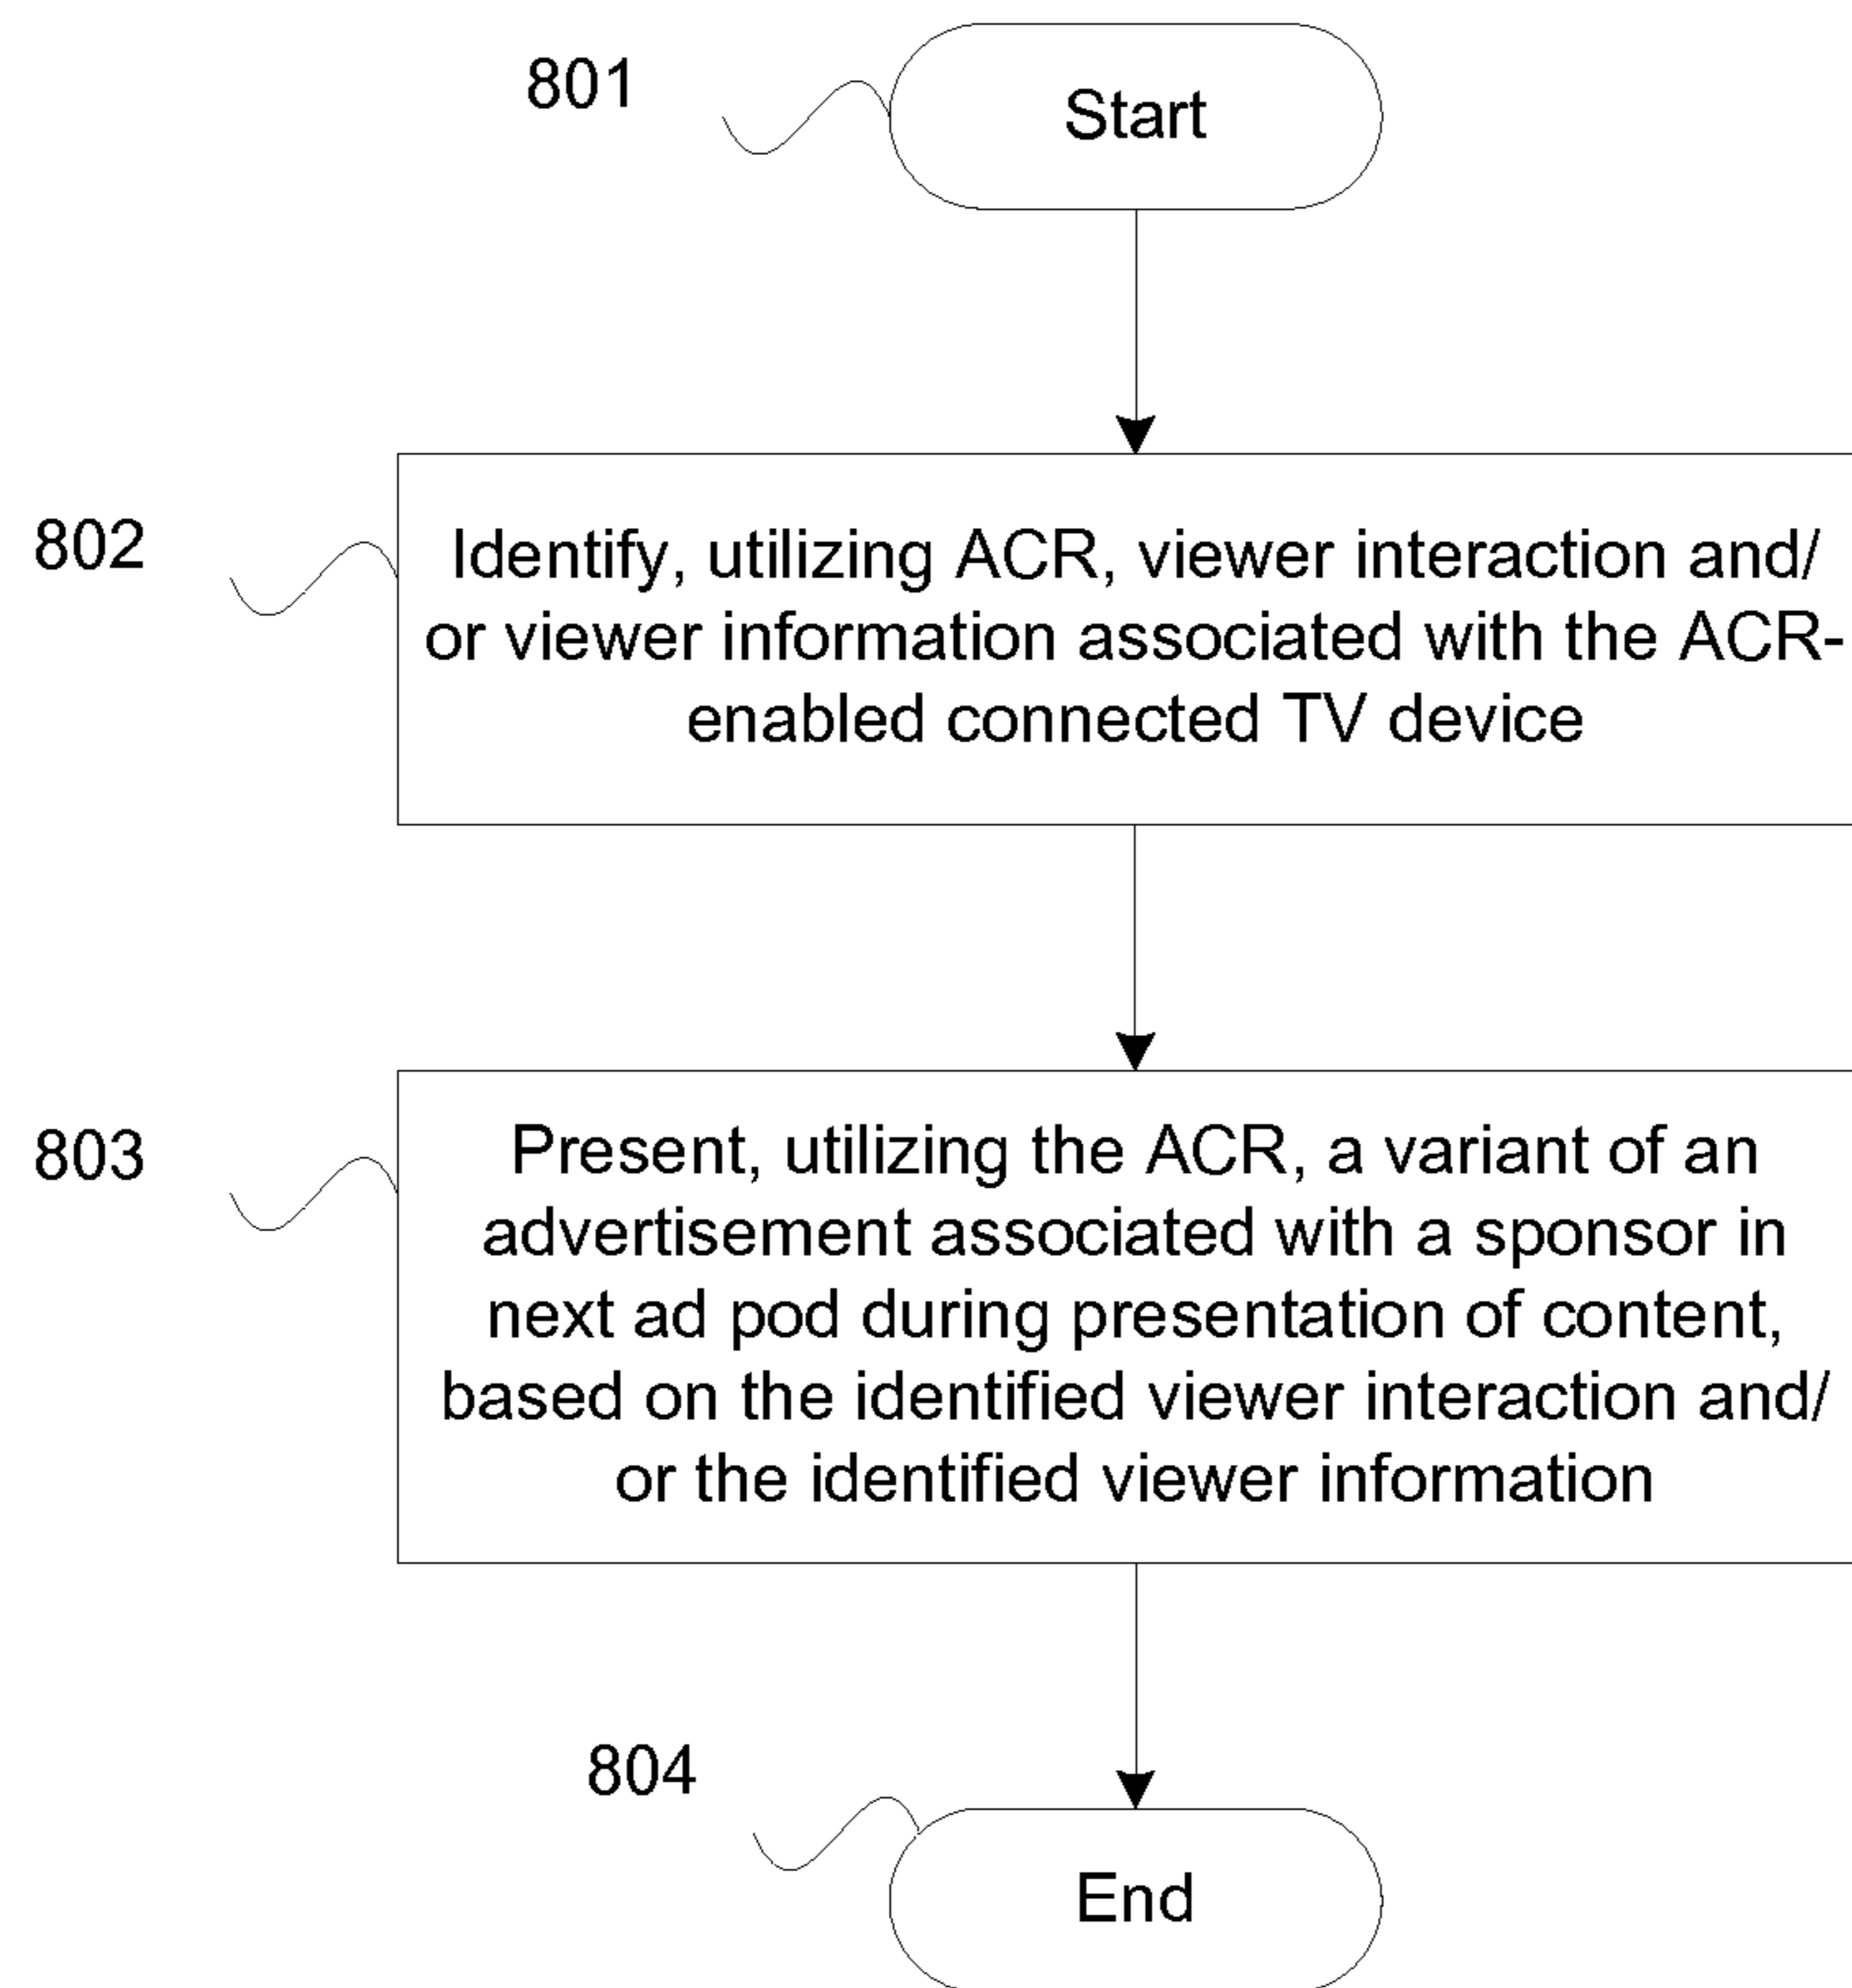 801
Start
802
Identify, utilizing ACR, viewer interaction and/
or viewer information associated with the ACR-
enabled connected TV device
803
Present, utilizing the ACR, a variant of an
advertisement associated with a sponsor in
next ad pod during presentation of content,
based on the identified viewer interaction and/
or the identified viewer information
804
End